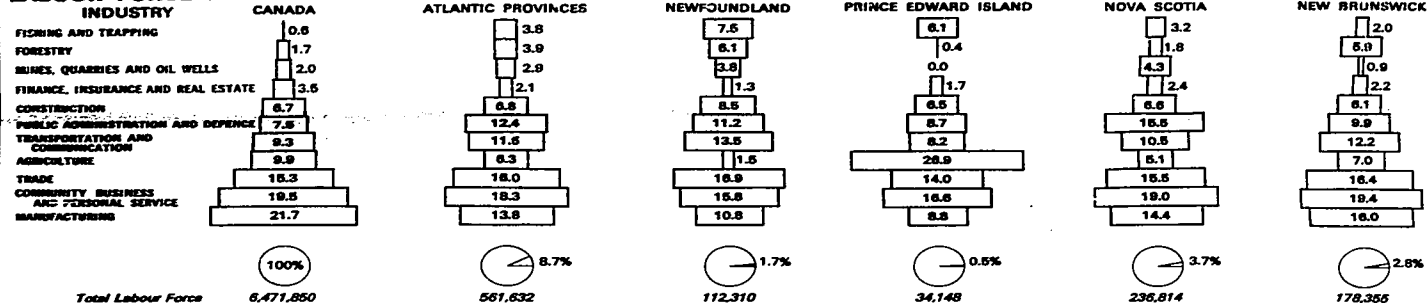 INDUSTRY CANADA ATLANTIC PROVINCES NEWFOUNDLAND PRINCE EDWARD ISLAND NOVA SCOTIA NEW BRUNSWICK
FISHING AND TRAPPING 0.6 3.8 7.5 6.1 3.2 2.0
FORESTRY 1.7 3.9 6.1 0.4 1.8 5.9
MINES, QUARRIES AND OIL WELLS 2.0 2.9 3.8 0.0 4.3 0.9
FINANCE, INSURANCE AND REAL ESTATE 3.5 2.1 1.3 1.7 2.4 2.2
CONSTRUCTION 6.7 6.8 8.5 6.5 6.6 6.1
PUBLIC ADMINISTRATION AND DEFENCE 7.5 12.4 11.2 8.7 15.5 9.9
TRANSPORTATION AND
COMMUNICATION 9.3 11.5 13.5 8.2 10.5 12.2
AGRICULTURE 9.9 6.3 1.5 26.9 5.1 7.0
TRADE 15.3 16.0 16.9 14.0 15.5 16.4
COMMUNITY BUSINESS
AND PERSONAL SERVICE 19.5 18.3 15.8 16.6 19.0 19.4
MANUFACTURING 21.7 13.8 10.8 8.8 14.4 16.0
100% 8.7% 1.7% 0.5% 3.7% 2.8%
Total Labour Force 6,471,850 561,632 112,310 34,148 236,814 178,355